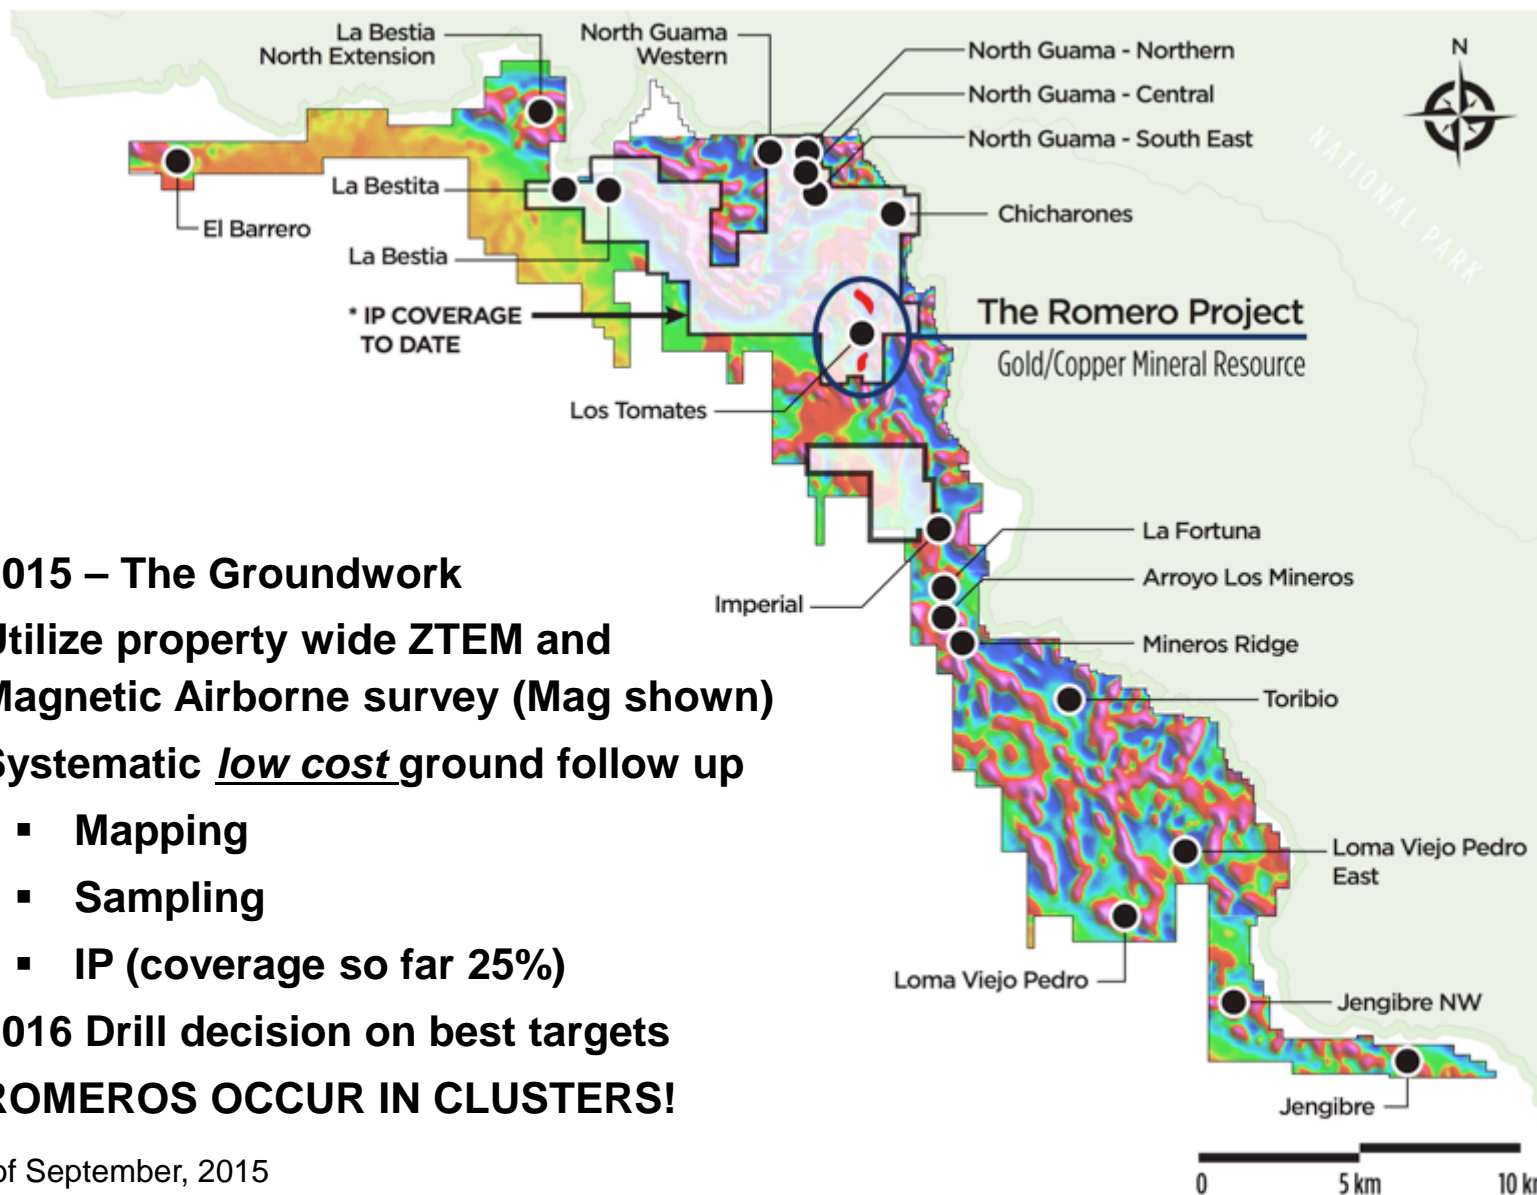 La Bestia
North Extension
North Guama
Western
North Guama - Northern
North Guama - Central
North Guama - South East
N
NATIONAL PARK
La Bestita
El Barrero
La Bestia
Chicharones
* IP COVERAGE
TO DATE
The Romero Project
Gold/Copper Mineral Resource
Los Tomates
La Fortuna
Arroyo Los Mineros
Imperial
Mineros Ridge
Toribio
Loma Viejo Pedro
East
Loma Viejo Pedro
Jengibre NW
Jengibre
015 – The Groundwork
Utilize property wide ZTEM and
Magnetic Airborne survey (Mag shown)
Systematic low cost ground follow up
▪ Mapping
▪ Sampling
▪ IP (coverage so far 25%)
016 Drill decision on best targets
ROMEROS OCCUR IN CLUSTERS!
of September, 2015
0 5 km 10 km